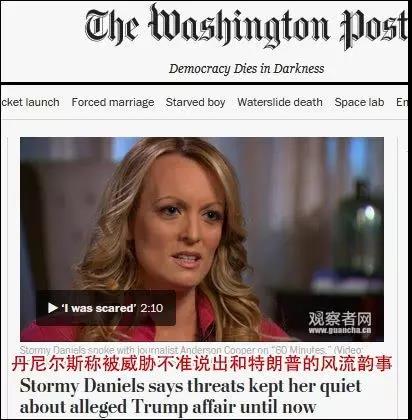 The Washington Post
Democracy Dies in Darkness
cket launch Forced marriage Starved boy Waterslide death Space lab En
'I was scared' 2:10
观察者网
www.guancha.cn
Stormy Daniels spoke with journalist Anderson Cooper on "60 Minutes." (Video:
丹尼尔斯称被威胁不准说出和特朗普的风流韵事
Stormy Daniels says threats kept her quiet
about alleged Trump affair until now